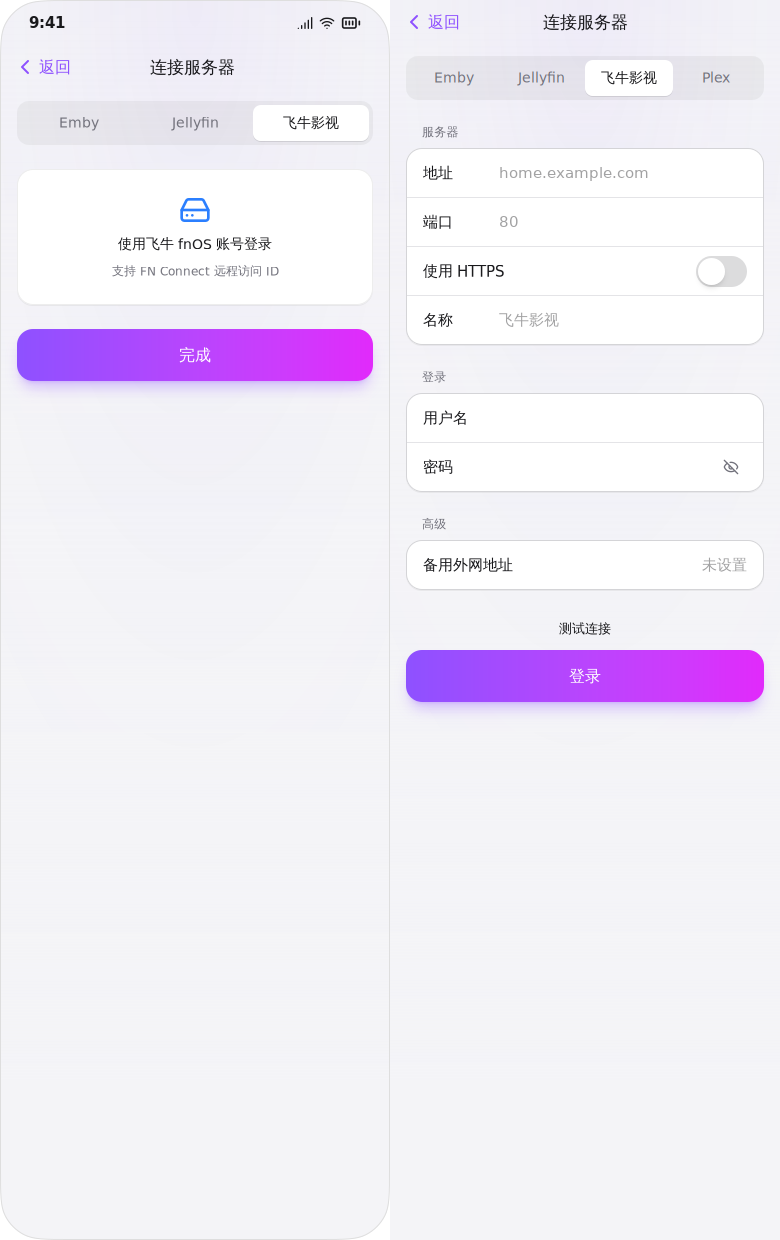 9:41
返回
连接服务器
Emby
Jellyfin
飞牛影视
使用飞牛 fnOS 账号登录
支持 FN Connect 远程访问 ID
完成
返回
连接服务器
Emby
Jellyfin
飞牛影视
Plex
服务器
地址 home.example.com
端口 80
使用 HTTPS
名称 飞牛影视
登录
用户名
密码
高级
备用外网地址 未设置
测试连接
登录